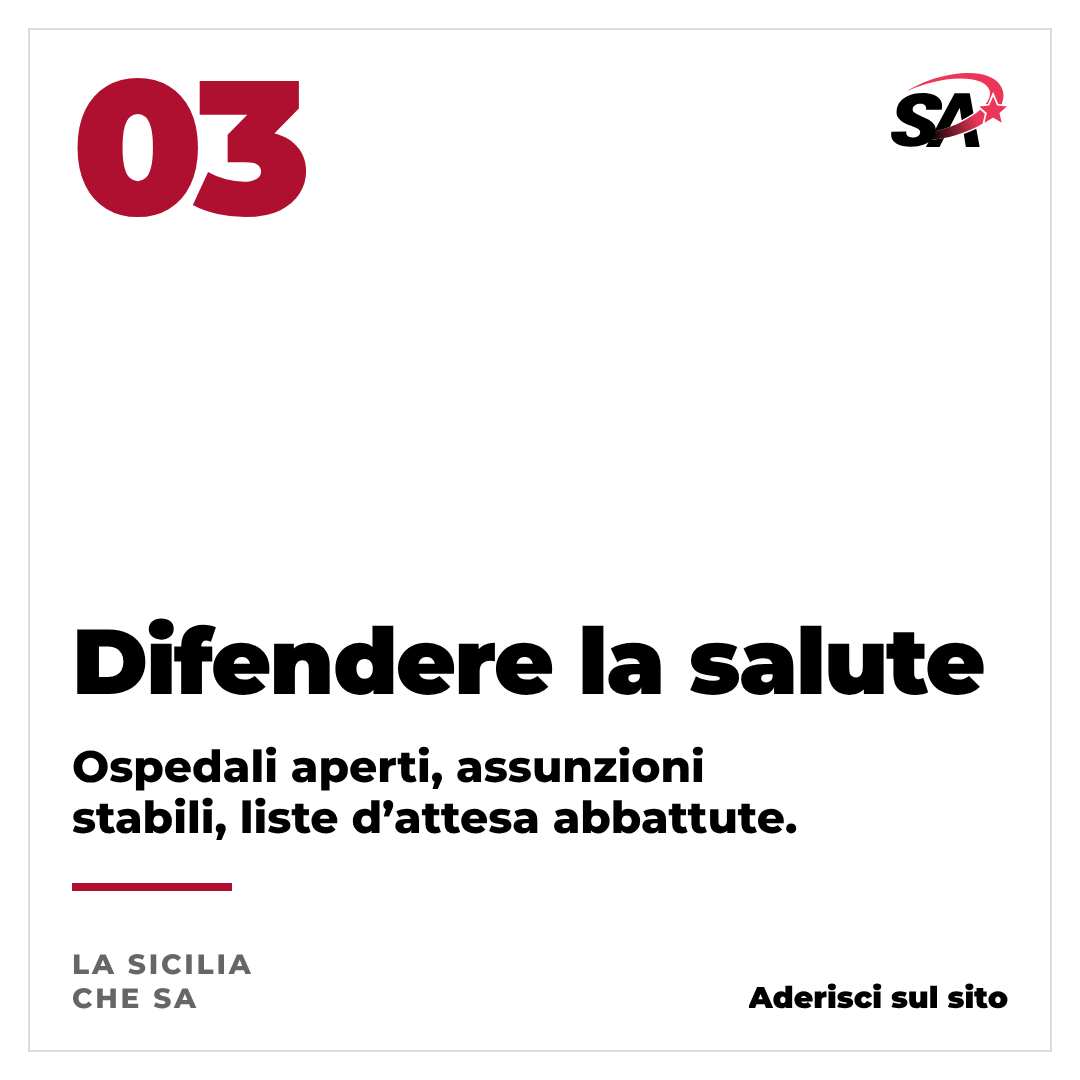 03
SA
Difendere la salute
Ospedali aperti, assunzioni
stabili, liste d’attesa abbattute.
LA SICILIA
CHE SA
Aderisci sul sito